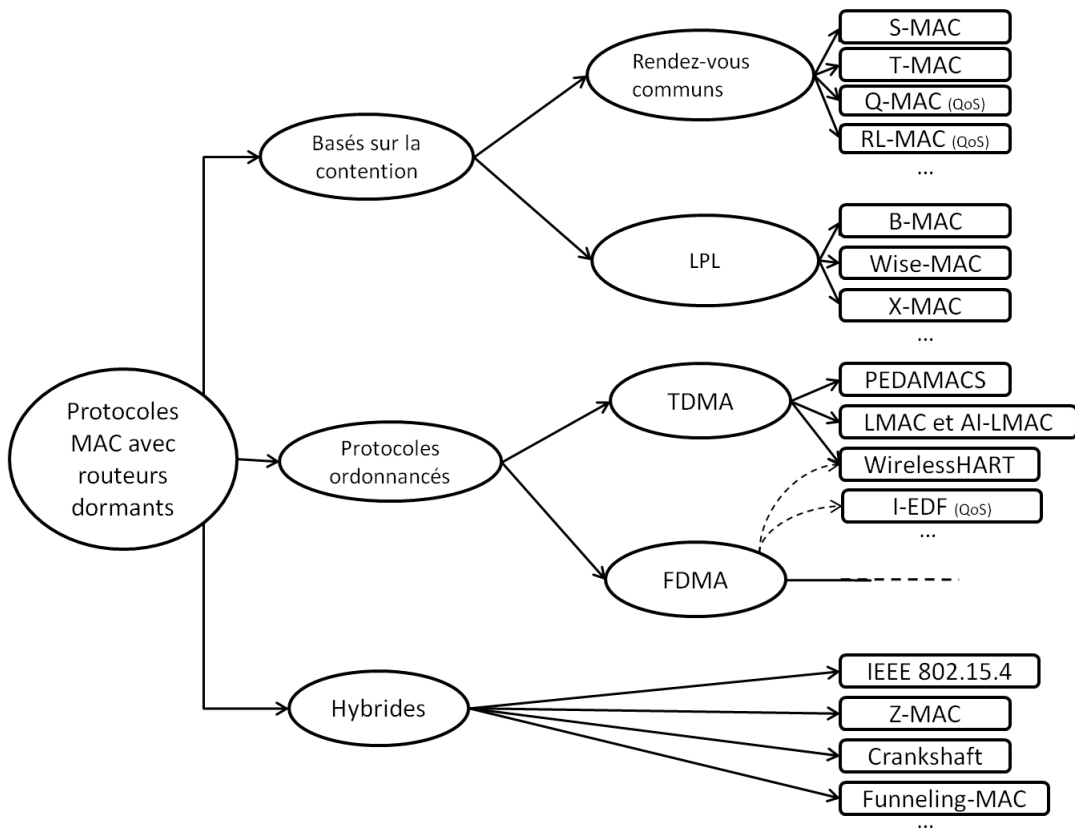 Protocoles
MAC avec
routeurs
dormants
Basés sur la
contention
Rendez-vous
communs
S-MAC
T-MAC
Q-MAC (QoS)
RL-MAC (QoS)
...
LPL
B-MAC
Wise-MAC
X-MAC
...
Protocoles
ordonnancés
TDMA
PEDAMACS
LMAC et AI-LMAC
WirelessHART
I-EDF (QoS)
...
FDMA
Hybrides
IEEE 802.15.4
Z-MAC
Crankshaft
Funneling-MAC
...